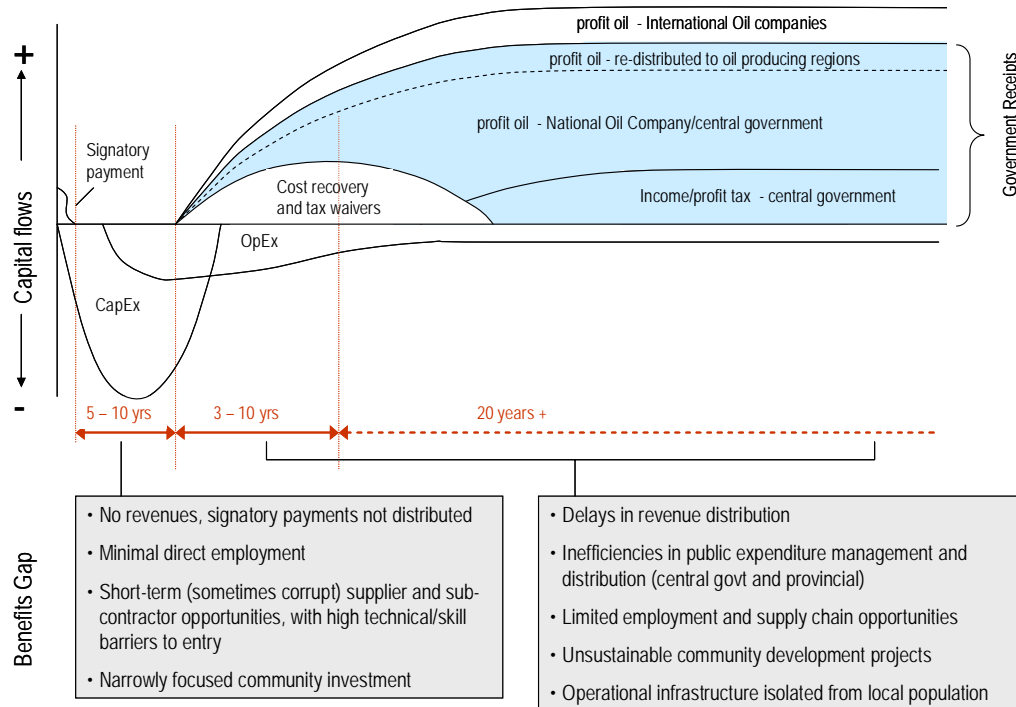 profit oil - International Oil companies
+
profit oil - re-distributed to oil producing regions
profit oil - National Oil Company/central government
Government Receipts
Signatory
payment
Capital flows
Cost recovery
and tax waivers
Income/profit tax - central government
OpEx
CapEx
-
5 – 10 yrs
3 – 10 yrs
20 years +
Benefits Gap
• No revenues, signatory payments not distributed
• Minimal direct employment
• Short-term (sometimes corrupt) supplier and sub-
contractor opportunities, with high technical/skill
barriers to entry
• Narrowly focused community investment
• Delays in revenue distribution
• Inefficiencies in public expenditure management and
distribution (central govt and provincial)
• Limited employment and supply chain opportunities
• Unsustainable community development projects
• Operational infrastructure isolated from local population